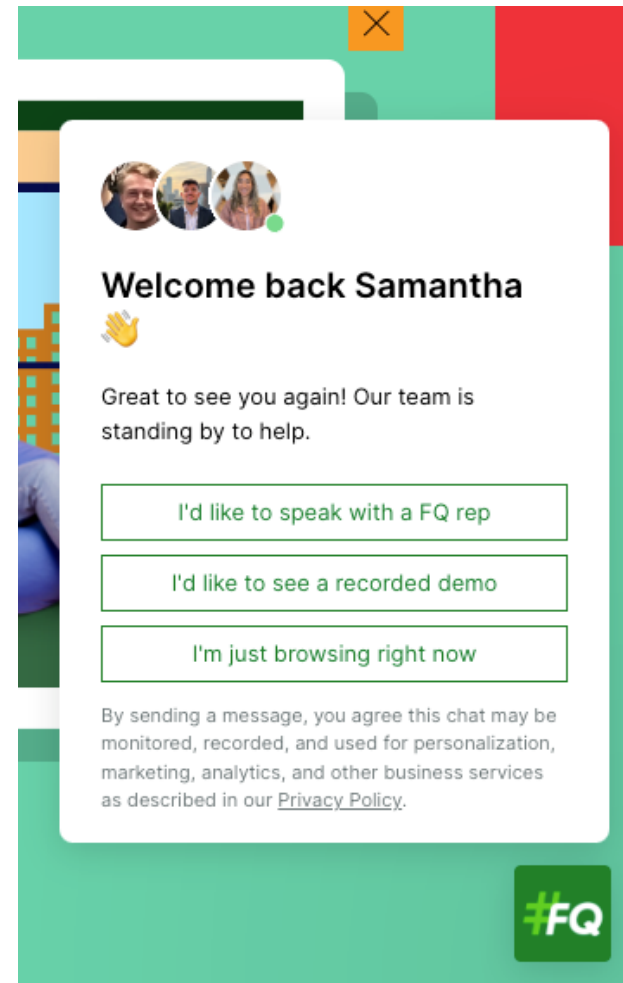 Welcome back Samantha
👋
Great to see you again! Our team is
standing by to help.
I'd like to speak with a FQ rep
I'd like to see a recorded demo
I'm just browsing right now
By sending a message, you agree this chat may be
monitored, recorded, and used for personalization,
marketing, analytics, and other business services
as described in our Privacy Policy.
#FQ